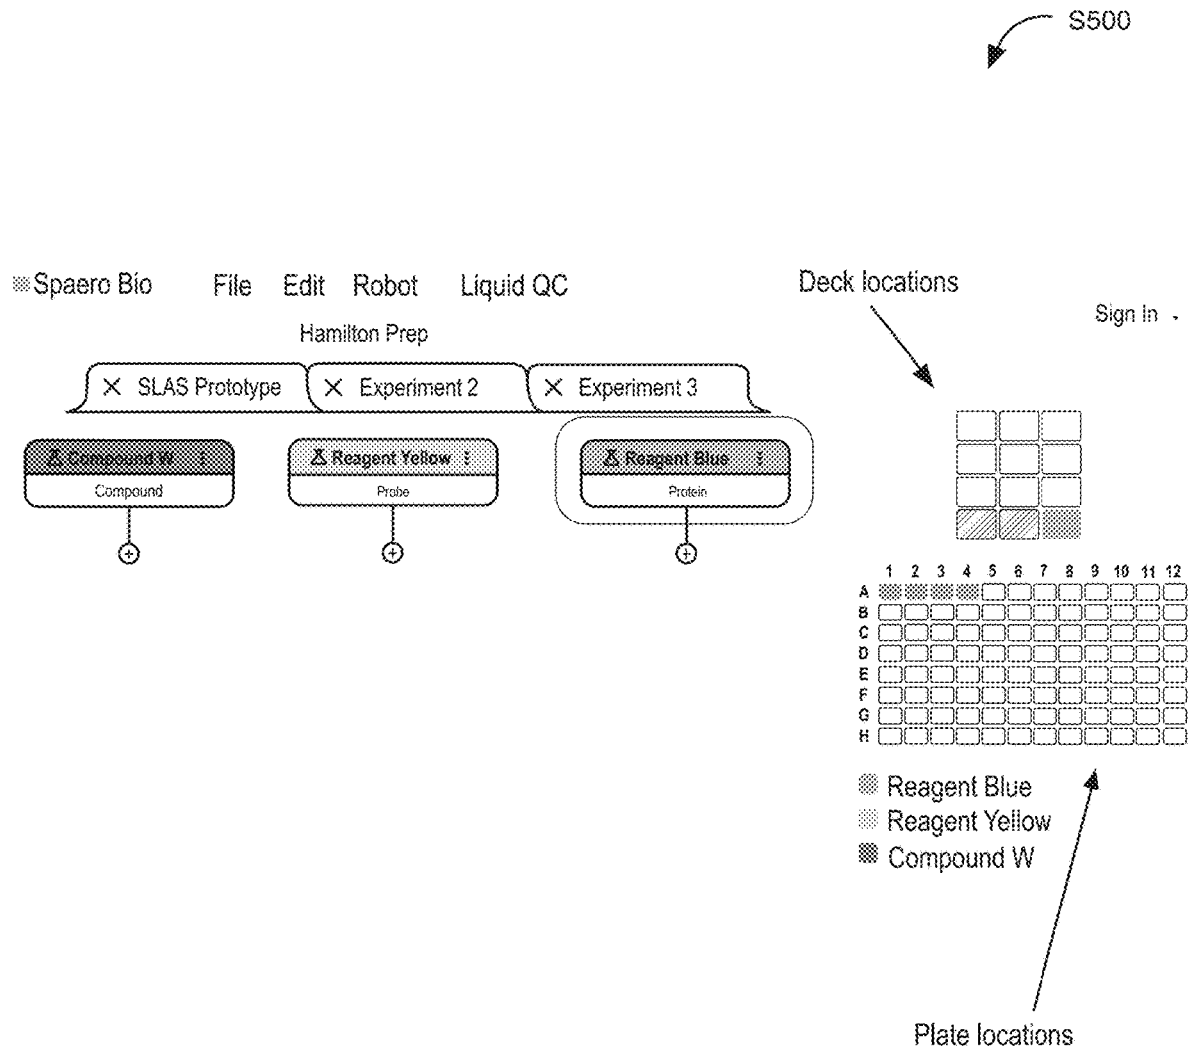 S500
Spaero Bio File Edit Robot Liquid QC
Deck locations
Sign In
Hamilton Prep
SLAS Prototype Experiment 2 Experiment 3
Compound W Reagent Yellow Reagent Blue
Compound Probe Protein
1 2 3 4 5 6 7 8 9 10 11 12
A
B
C
D
E
F
G
H
Reagent Blue
Reagent Yellow
Compound W
Plate locations